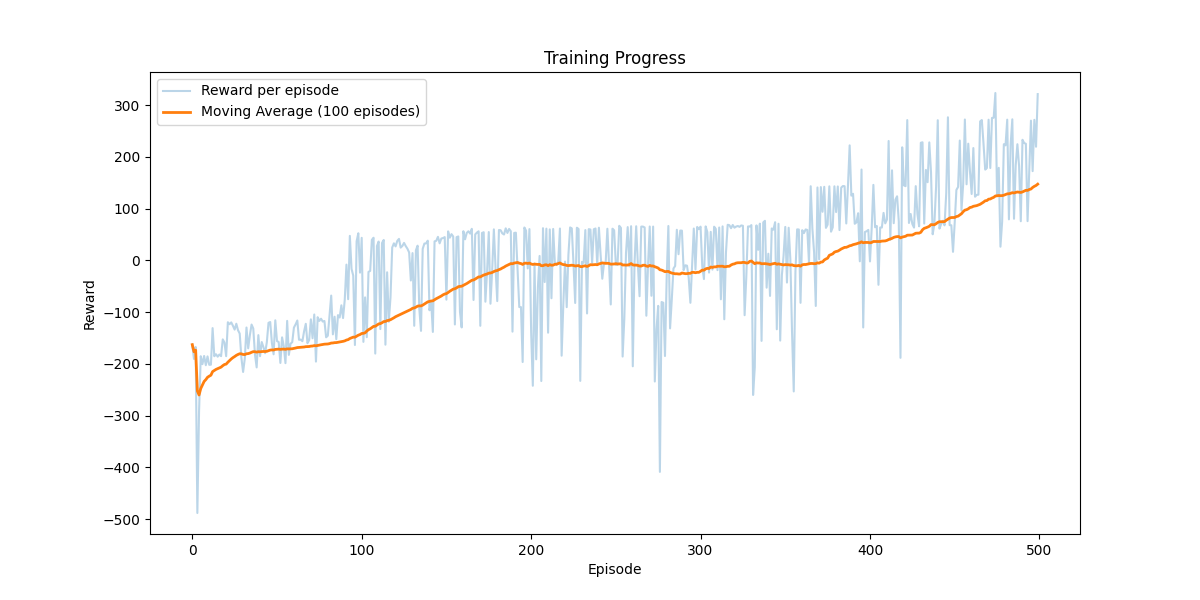 Training Progress
Reward per episode
Moving Average (100 episodes)
300
200
100
0
−100
−200
−300
−400
−500
Reward
0 100 200 300 400 500
Episode